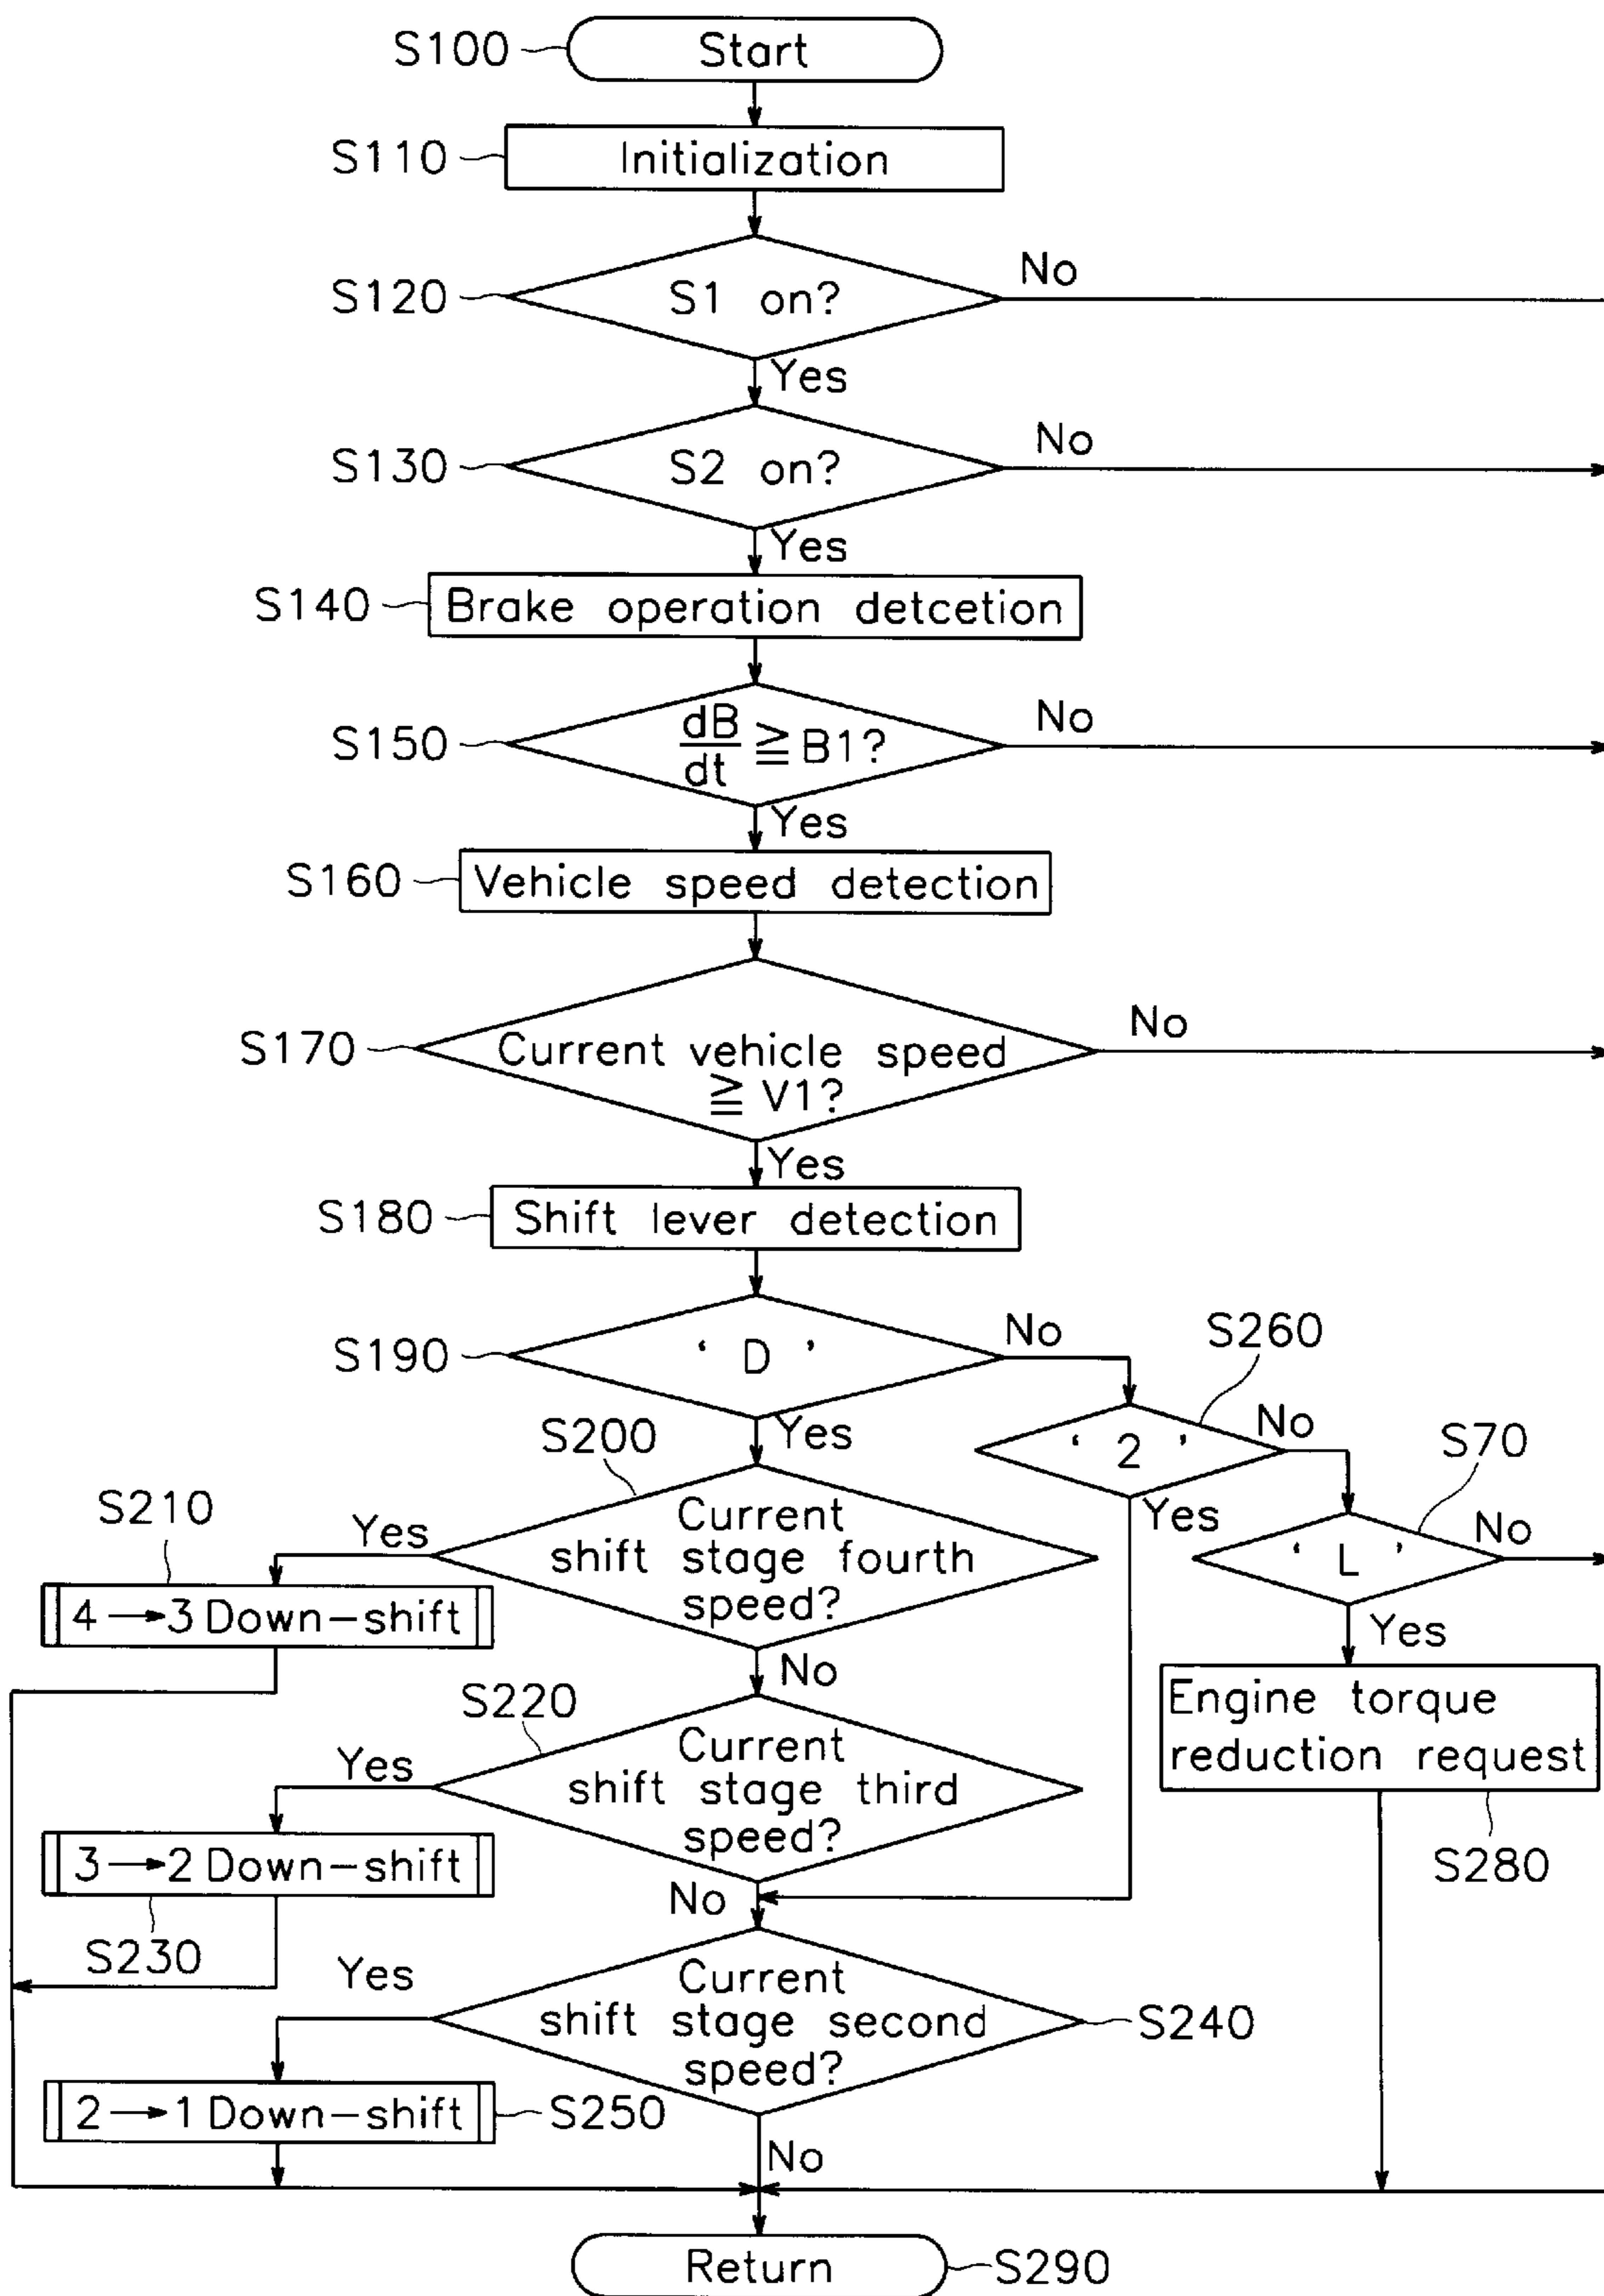 S100
Start
S110
Initialization
S120
S1 on?
No
Yes
S130
S2 on?
No
Yes
S140
Brake operation detcetion
S150
dB
dt
≧ B1?
No
Yes
S160
Vehicle speed detection
S170
Current vehicle speed
≧ V1?
No
Yes
S180
Shift lever detection
S190
‘ D ’
No
Yes
S260
‘ 2 ’
No
Yes
S70
‘ L ’
No
Yes
Engine torque
reduction request
S280
S200
Current
shift stage fourth
speed?
Yes
No
S210
4→3 Down-shift
S220
Current
shift stage third
speed?
Yes
No
3→2 Down-shift
S230
Current
shift stage second
speed?
S240
Yes
No
2→1 Down-shift
S250
Return
S290